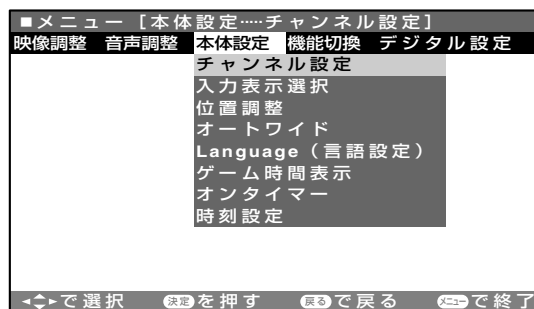 ■メニュー [本体設定……チャンネル設定]
映像調整 音声調整 本体設定 機能切換 デジタル設定
チャンネル設定
入力表示選択
位置調整
オートワイド
Language(言語設定)
ゲーム時間表示
オンタイマー
時刻設定
で選択 決定を押す 戻るで戻る メニューで終了